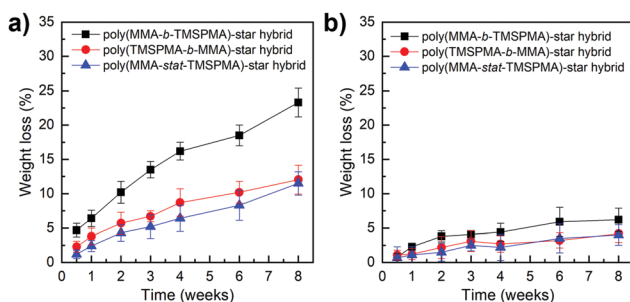 a)
35
30
25
20
15
10
5
0
Weight loss (%)
poly(MMA-b-TMSPMA)-star hybrid
poly(TMSPMA-b-MMA)-star hybrid
poly(MMA-stat-TMSPMA)-star hybrid
0 1 2 3 4 5 6 7 8
Time (weeks)
b)
35
30
25
20
15
10
5
0
Weight loss (%)
poly(MMA-b-TMSPMA)-star hybrid
poly(TMSPMA-b-MMA)-star hybrid
poly(MMA-stat-TMSPMA)-star hybrid
0 1 2 3 4 5 6 7 8
Time (weeks)